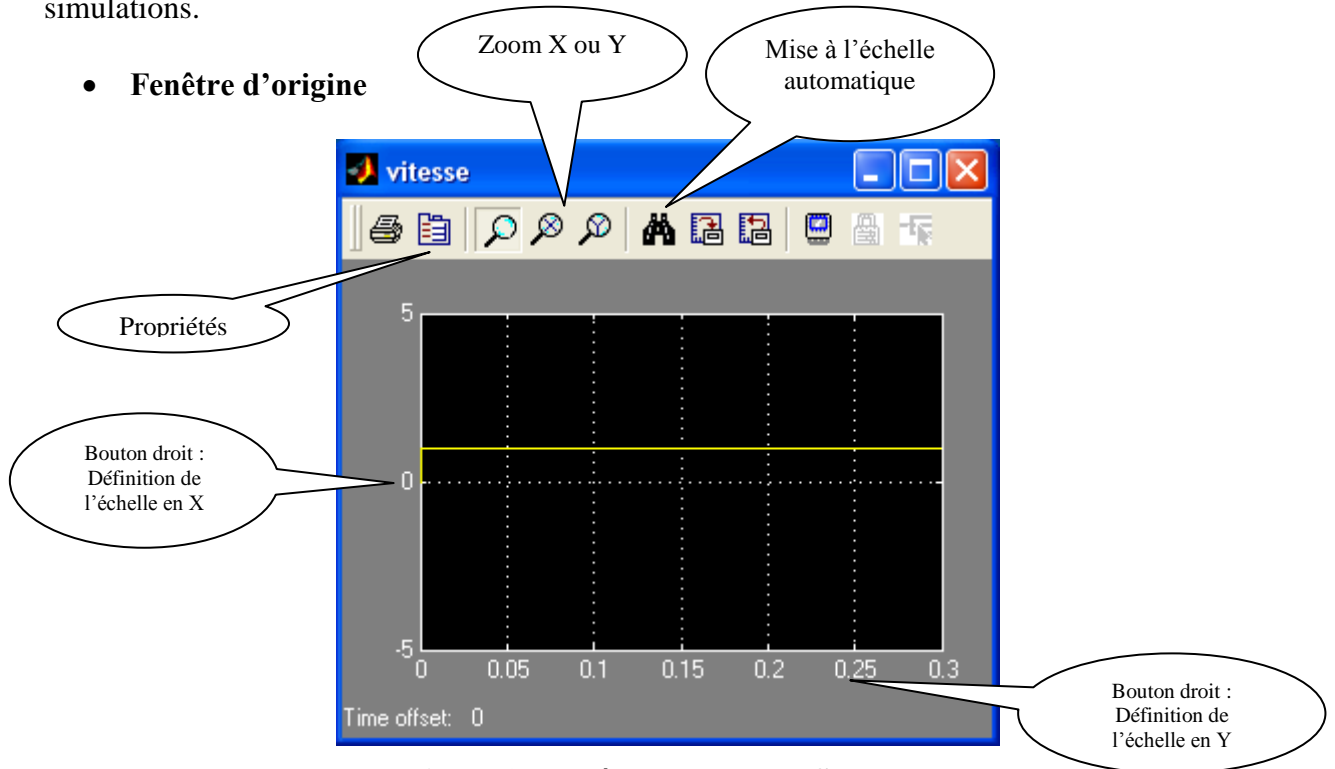 simulations.
Zoom X ou Y
Mise à l'échelle
automatique
• Fenêtre d'origine
vitesse
Propriétés
5
Bouton droit :
Définition de
l'échelle en X
0
-5
0 0.05 0.1 0.15 0.2 0.25 0.3
Bouton droit :
Définition de
l'échelle en Y
Time offset: 0